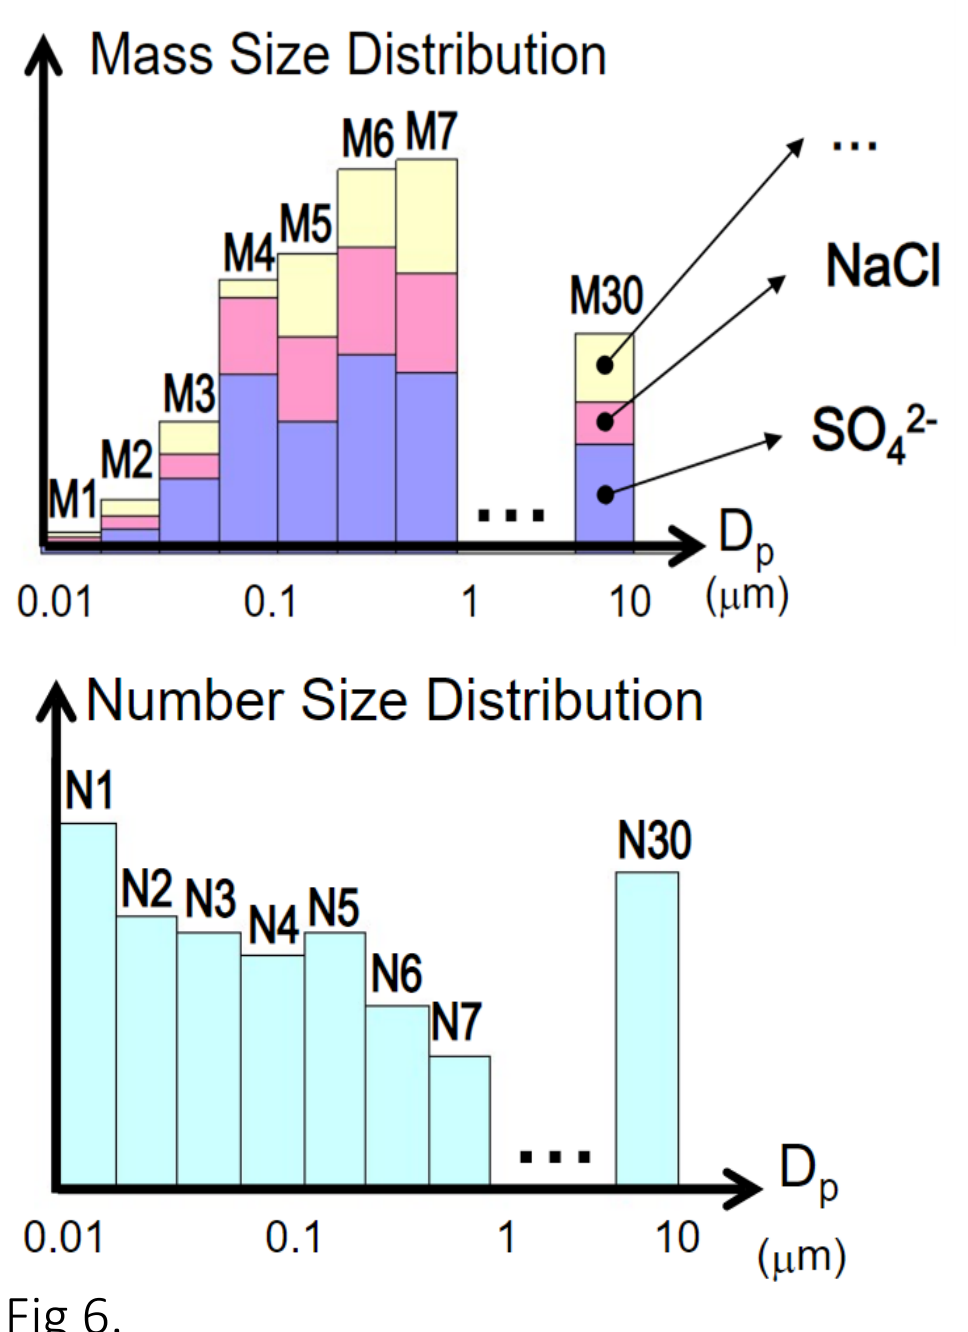 Mass Size Distribution
M1
M2
M3
M4
M5
M6
M7
...
M30
...
NaCl
SO₄²⁻
0.01
0.1
1
10
Dₚ
(μm)
Number Size Distribution
N1
N2
N3
N4
N5
N6
N7
...
N30
0.01
0.1
1
10
Dₚ
(μm)
Fig 6.